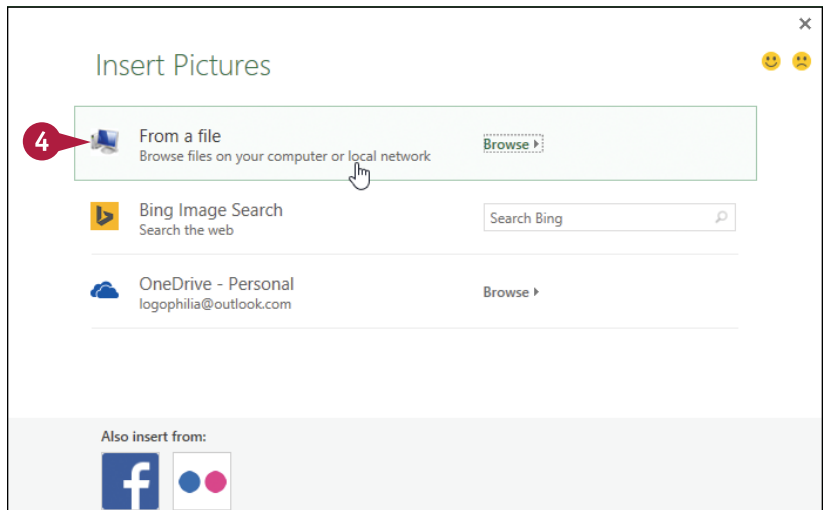 Insert Pictures
4
From a file
Browse files on your computer or local network
Browse
Bing Image Search
Search the web
Search Bing
OneDrive - Personal
logophilia@outlook.com
Browse
Also insert from:
f